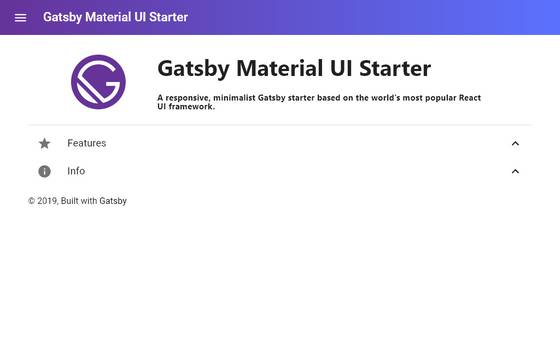 Gatsby Material UI Starter
Gatsby Material UI Starter
A responsive, minimalist Gatsby starter based on the world's most popular React
UI framework.
Features
Info
© 2019, Built with Gatsby